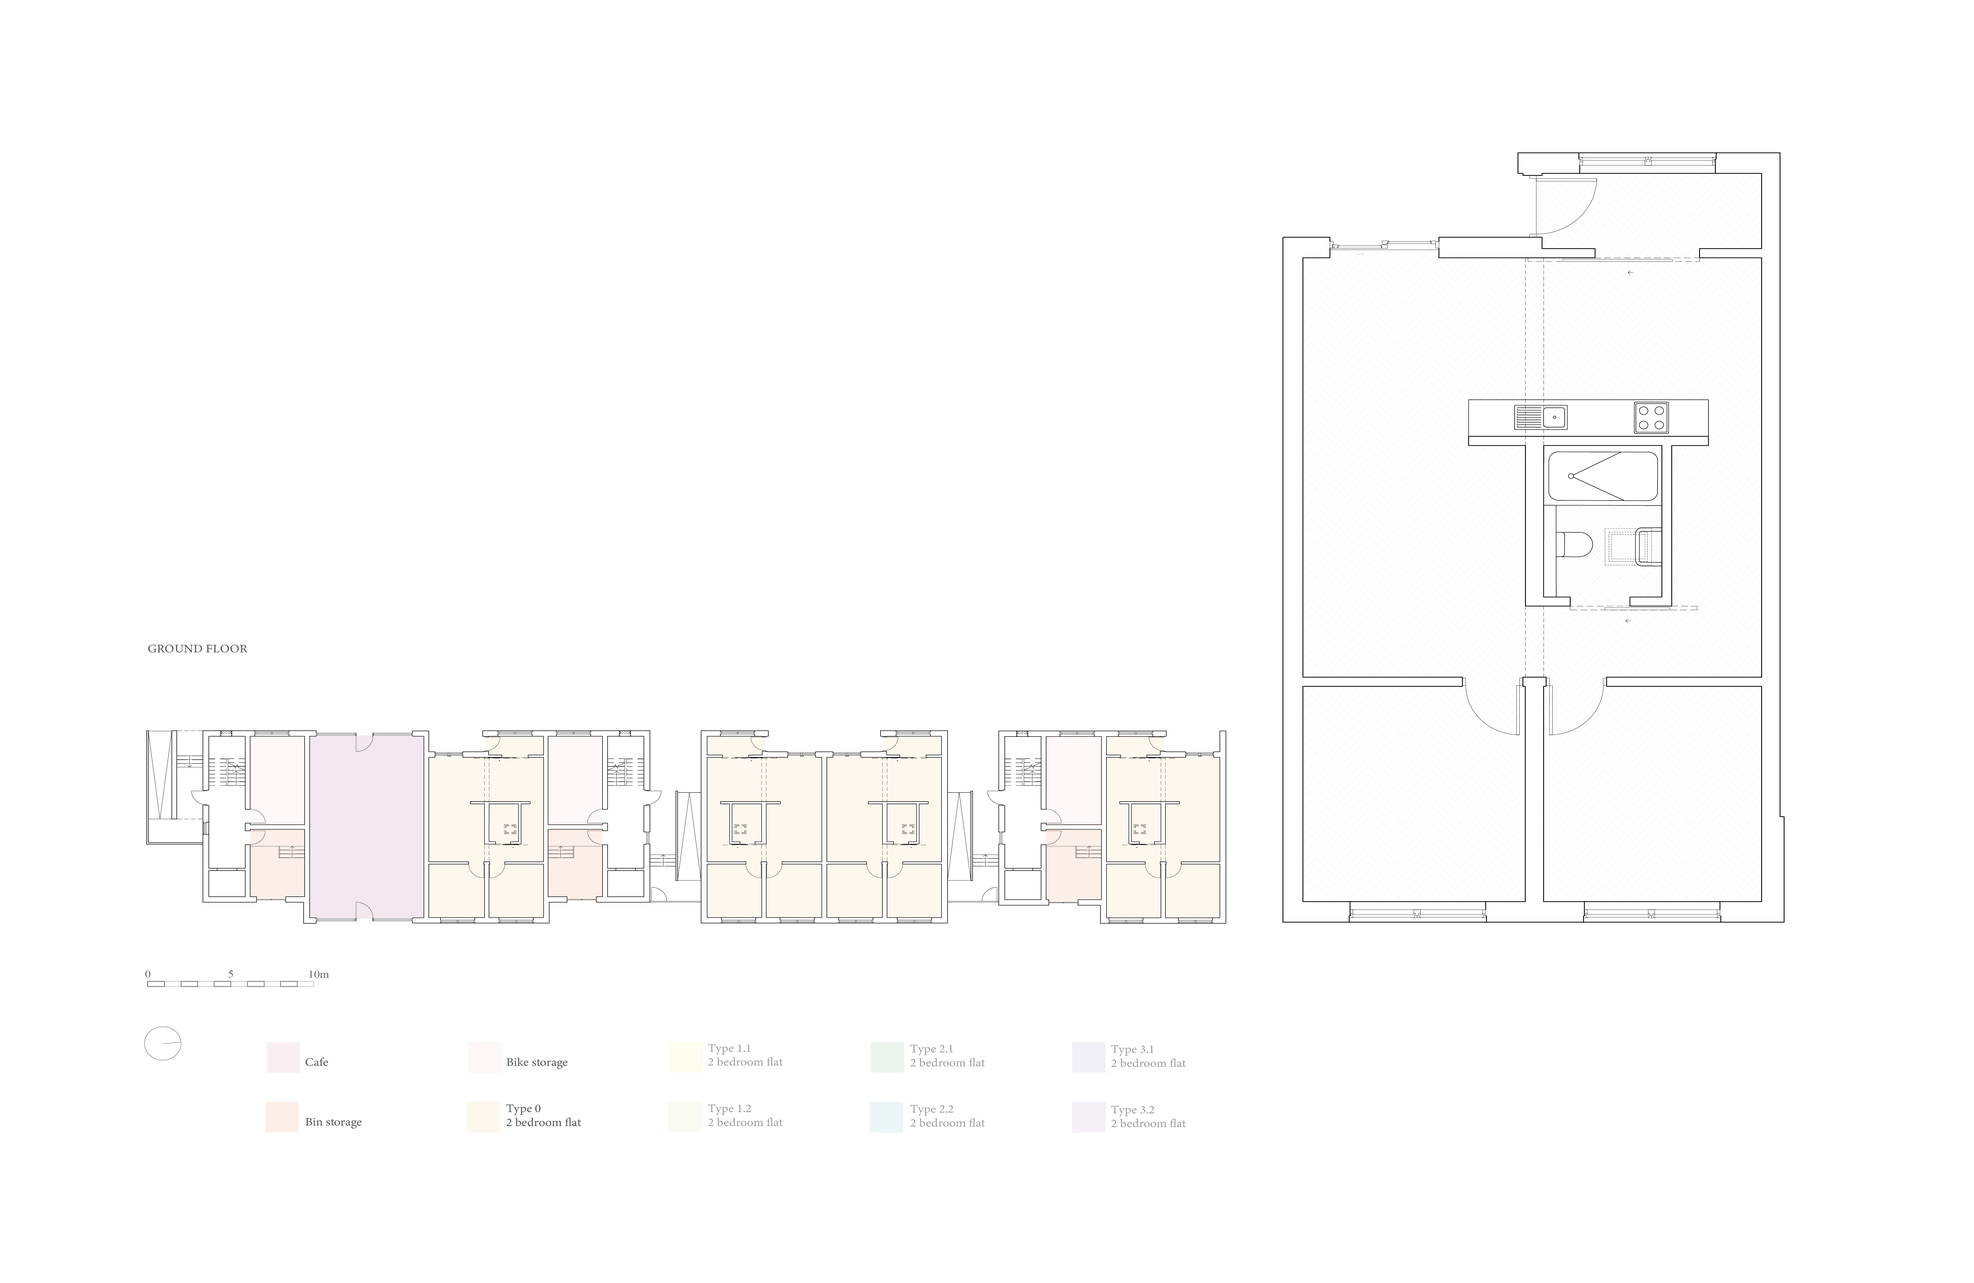 GROUND FLOOR
0 5 10m
Cafe
Bike storage
Type 1.1
2 bedroom flat
Type 2.1
2 bedroom flat
Type 3.1
2 bedroom flat
Bin storage
Type 0
2 bedroom flat
Type 1.2
2 bedroom flat
Type 2.2
2 bedroom flat
Type 3.2
2 bedroom flat